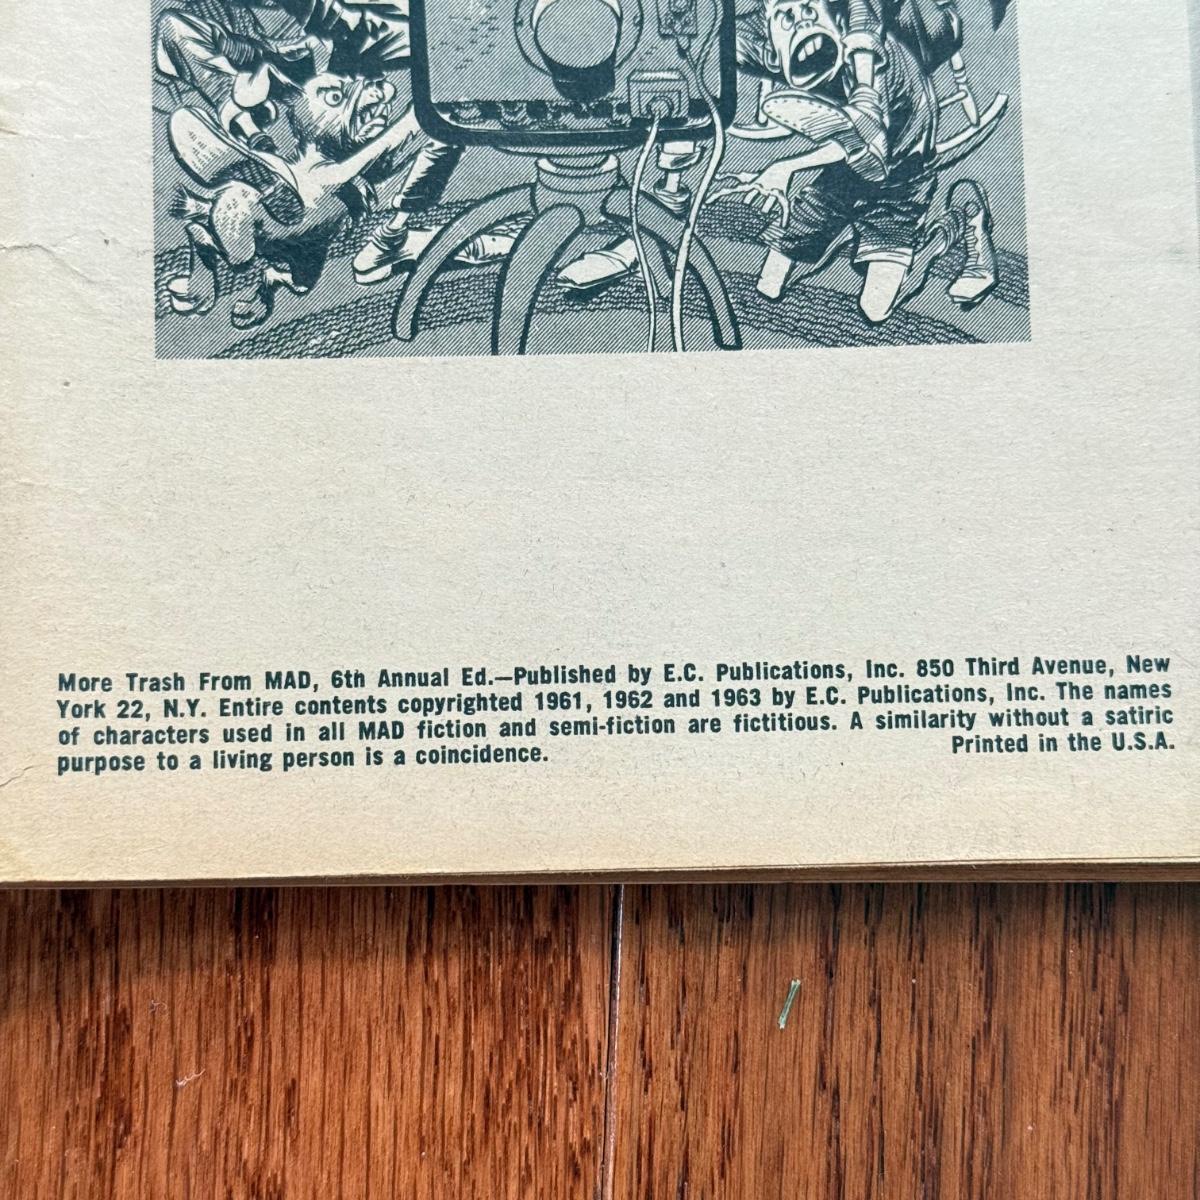 More Trash From MAD, 6th Annual Ed.—Published by E.C. Publications, Inc. 850 Third Avenue, New
York 22, N.Y. Entire contents copyrighted 1961, 1962 and 1963 by E.C. Publications, Inc. The names
of characters used in all MAD fiction and semi-fiction are fictitious. A similarity without a satiric
purpose to a living person is a coincidence. Printed in the U.S.A.